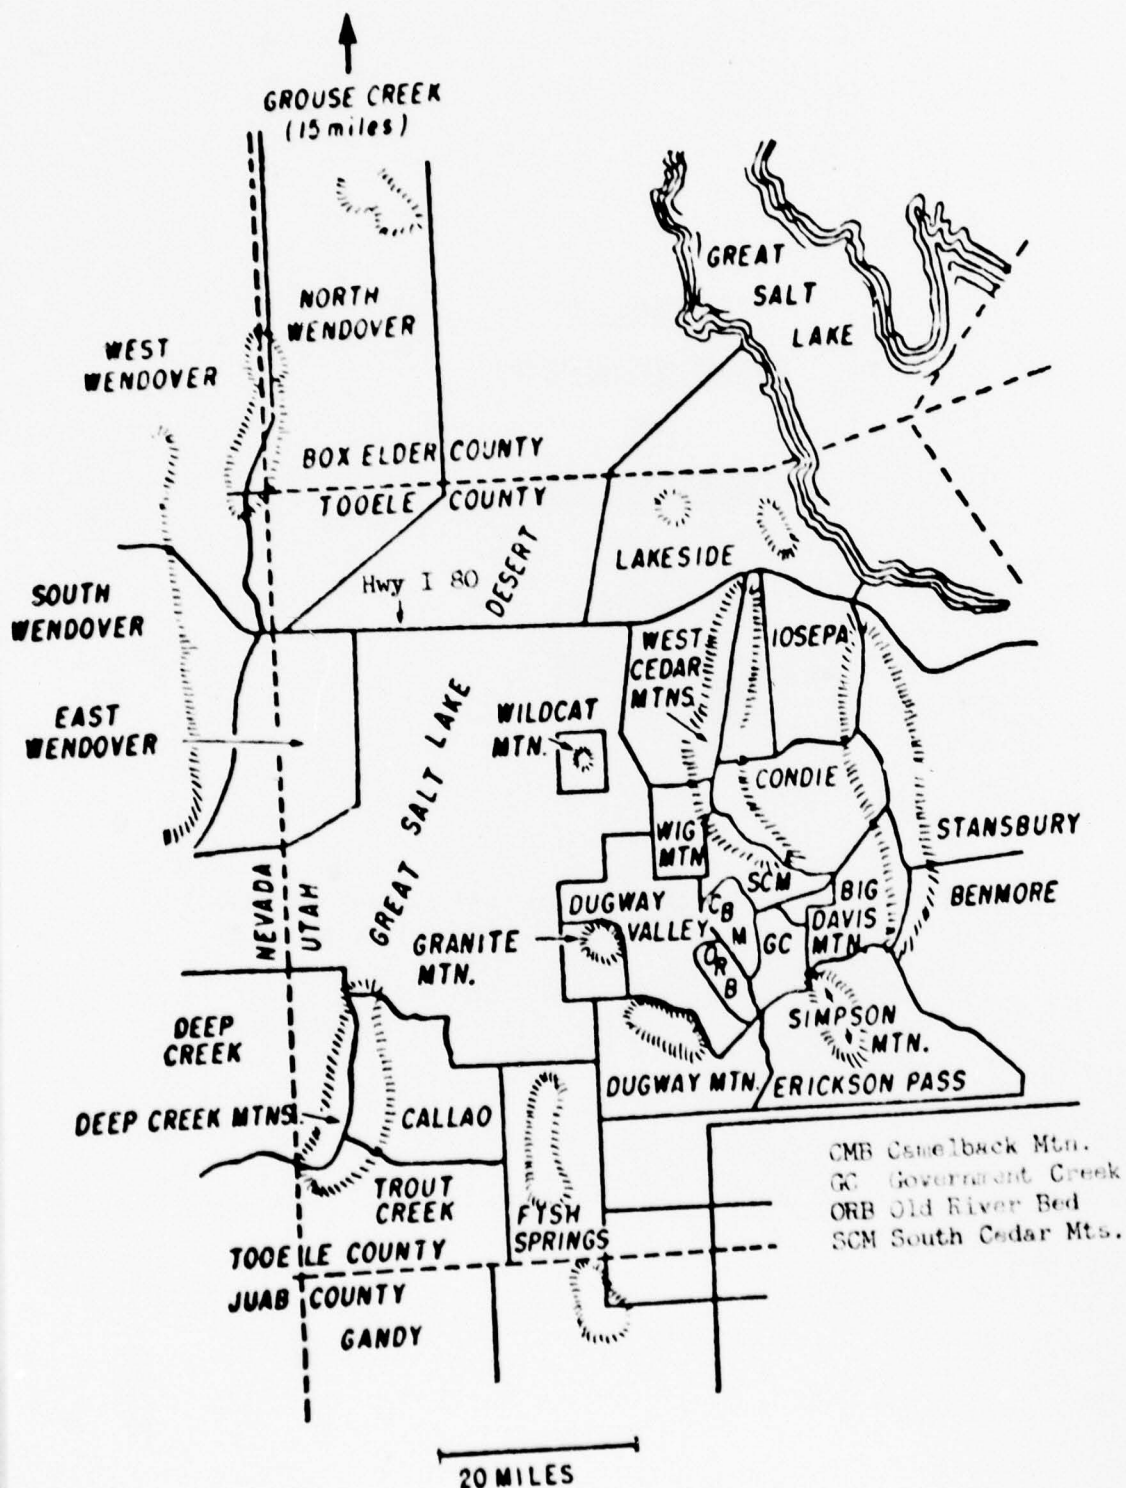 GROUSE CREEK
(15 miles)
GREAT
SALT
LAKE
NORTH
WENDOVER
WEST
WENDOVER
BOX ELDER COUNTY
TOOELE COUNTY
DESERT
LAKESIDE
Hwy I 80
SOUTH
WENDOVER
WEST
CEDAR
MTNS
IOSEPA
EAST
WENDOVER
GREAT SALT LAKE
WILDCAT
MTN.
CONDIE
WIG
MTN
STANSBURY
SCM
BIG
DAVIS
MTN
BENMORE
NEVADA
UTAH
DUGWAY
VALLEY
CB
M
GC
GRANITE
MTN.
ORB
DEEP
CREEK
SIMPSON
MTN.
DUGWAY MTN.
ERICKSON PASS
DEEP CREEK MTNS
CALLAO
CMB Camelback Mtn.
GC Government Creek
ORB Old River Bed
SCM South Cedar Mts.
TROUT
CREEK
FYSH
SPRINGS
TOOELE COUNTY
JUAB COUNTY
GANDY
20 MILES